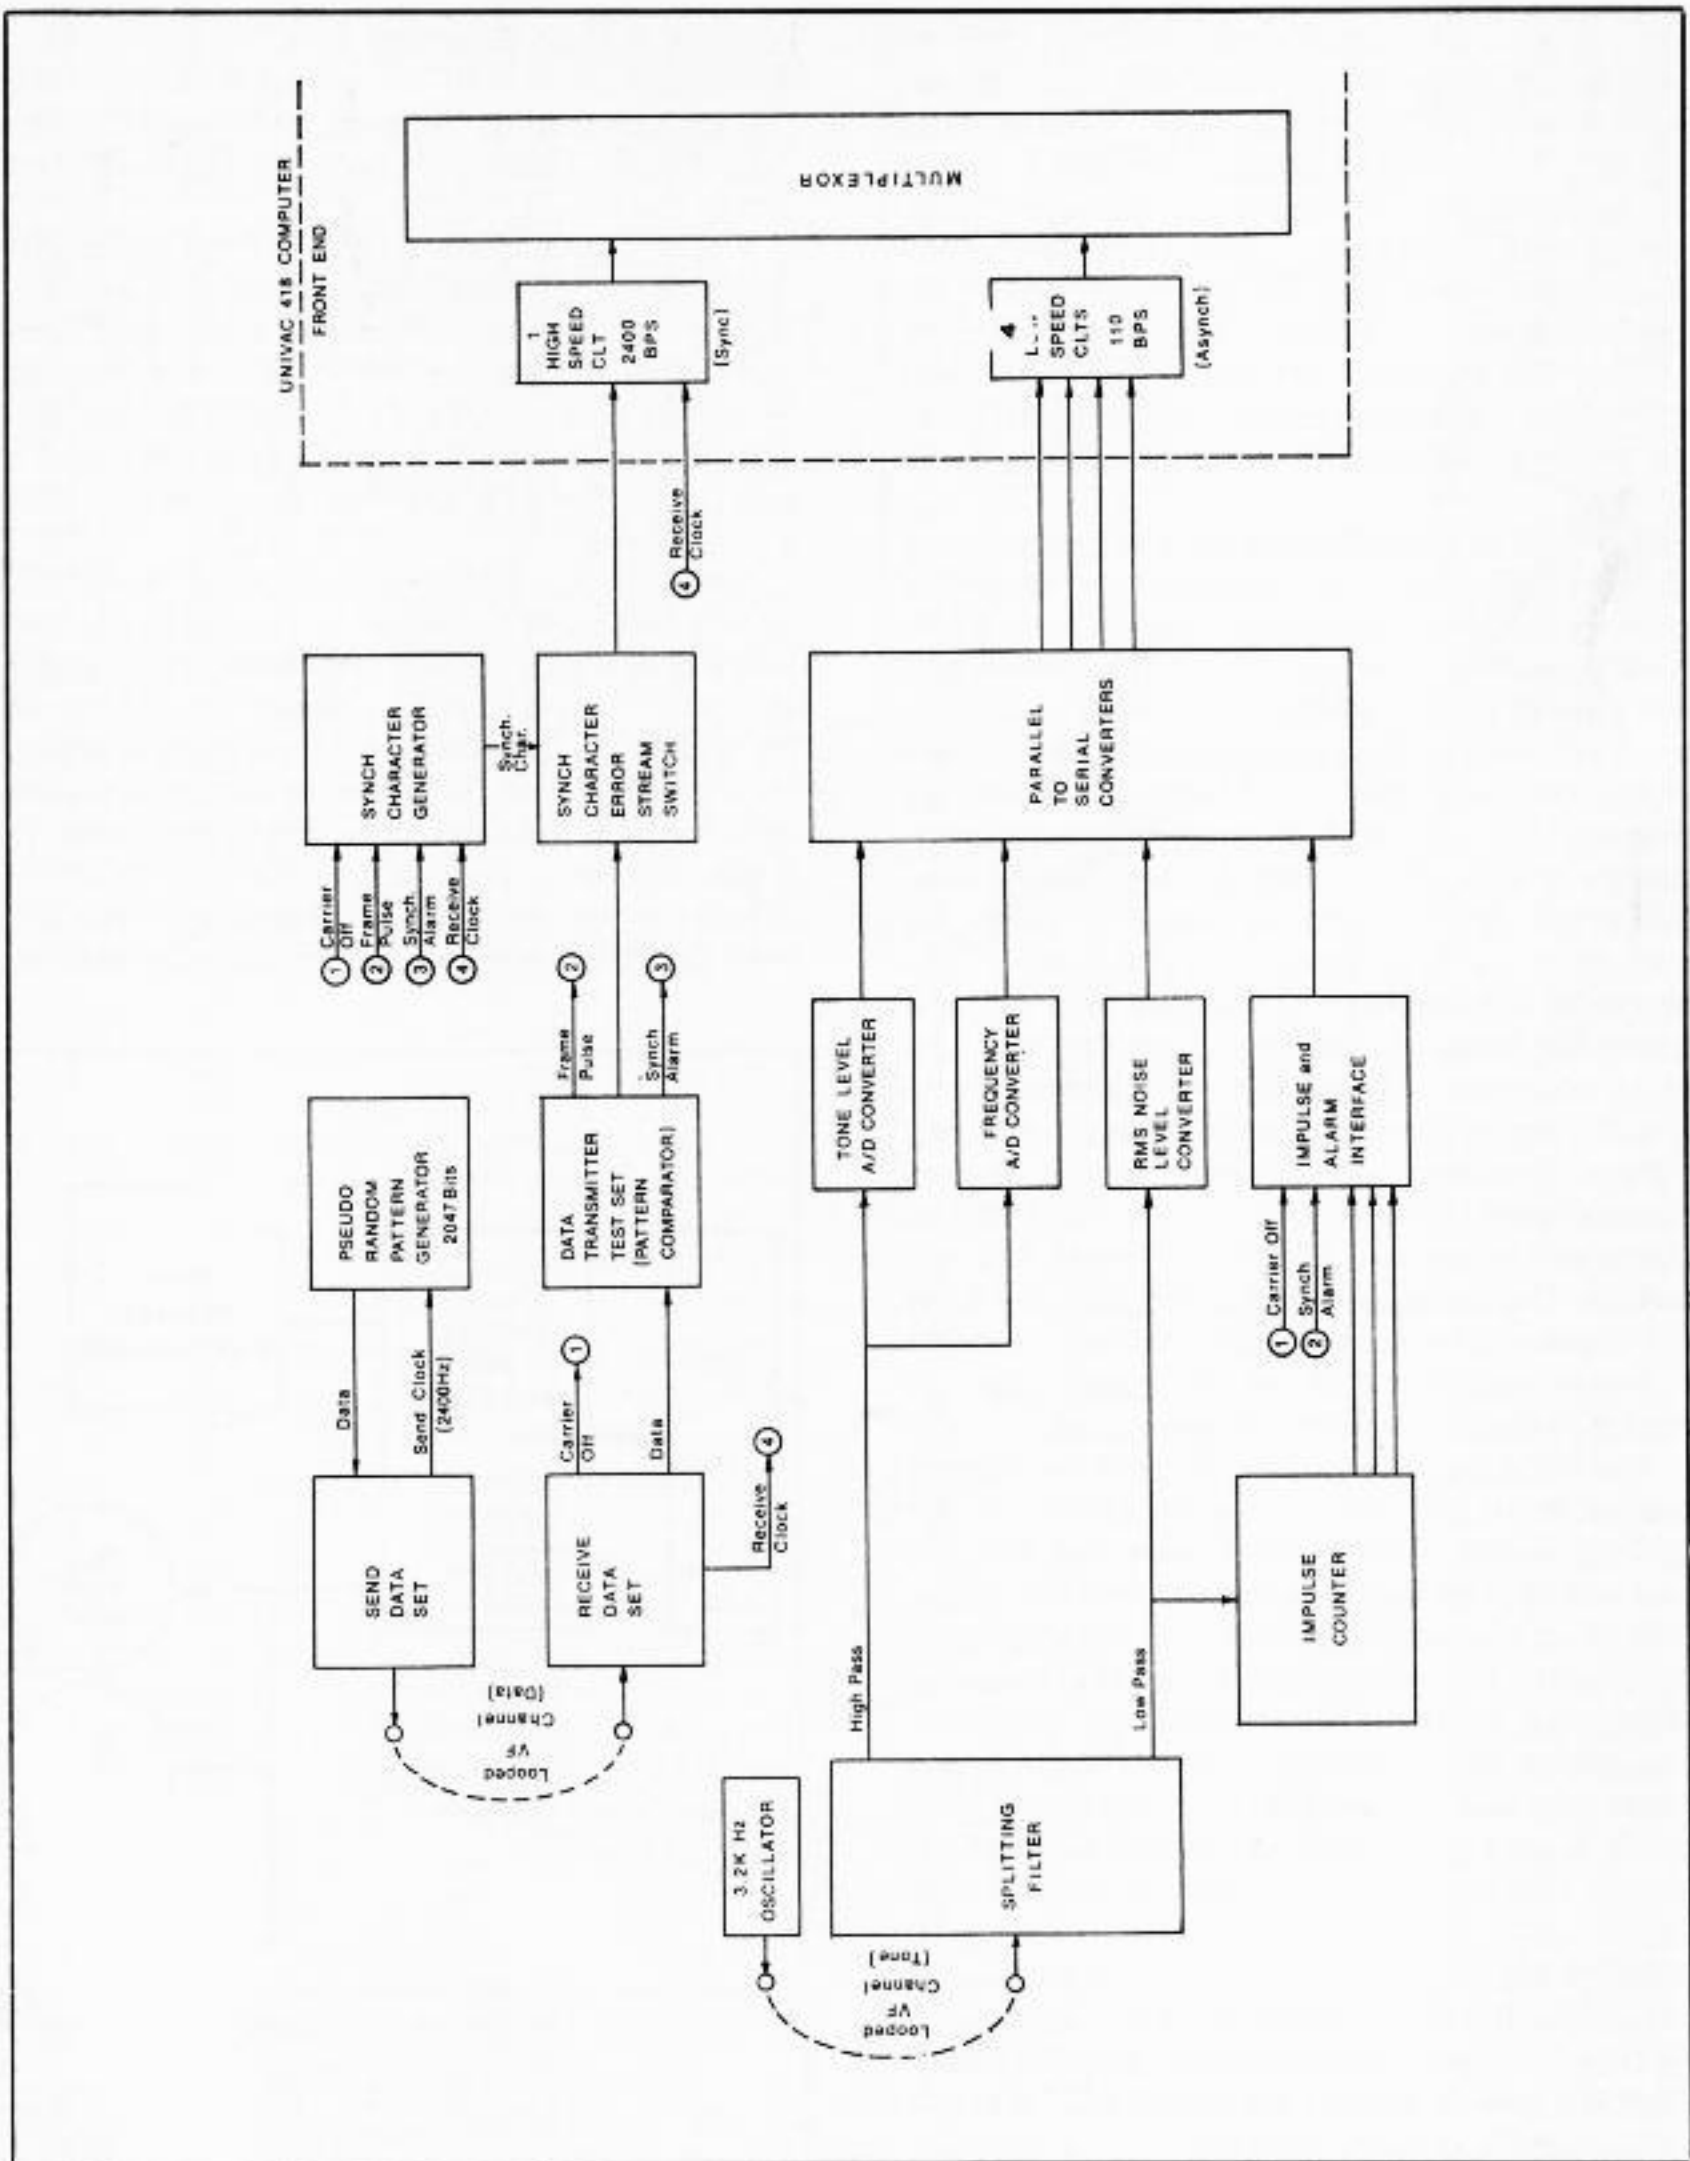 UNIVAC 418 COMPUTER
FRONT END
MULTIPLEXOR
1
HIGH
SPEED
CLT
2400
BPS
(Sync)
4
SPEED
CLTS
110
BPS
(Asynch)
4
Receive
Clock
SYNCH
CHARACTER
GENERATOR
Synch.
Char.
SYNCH
CHARACTER
ERROR
STREAM
SWITCH
PARALLEL
TO
SERIAL
CONVERTERS
1
Carrier
Off
2
Frame
Pulse
3
Synch.
Alarm
4
Receive
Clock
PSEUDO
RANDOM
PATTERN
GENERATOR
2047 Bits
Frame
Pulse
2
Synch
Alarm
3
DATA
TRANSMITTER
TEST SET
(PATTERN
COMPARATOR)
TONE LEVEL
A/D CONVERTER
FREQUENCY
A/D CONVERTER
RMS NOISE
LEVEL
CONVERTER
IMPULSE and
ALARM
INTERFACE
Data
Send Clock
(2400Hz)
Carrier
Off
1
Data
Receive
Clock
4
1
Carrier Off
2
Synch
Alarm
SEND
DATA
SET
RECEIVE
DATA
SET
Looped
VF
Channel
(Data)
High Pass
Low Pass
IMPULSE
COUNTER
3.2K Hz
OSCILLATOR
SPLITTING
FILTER
Looped
VF
Channel
(Tone)